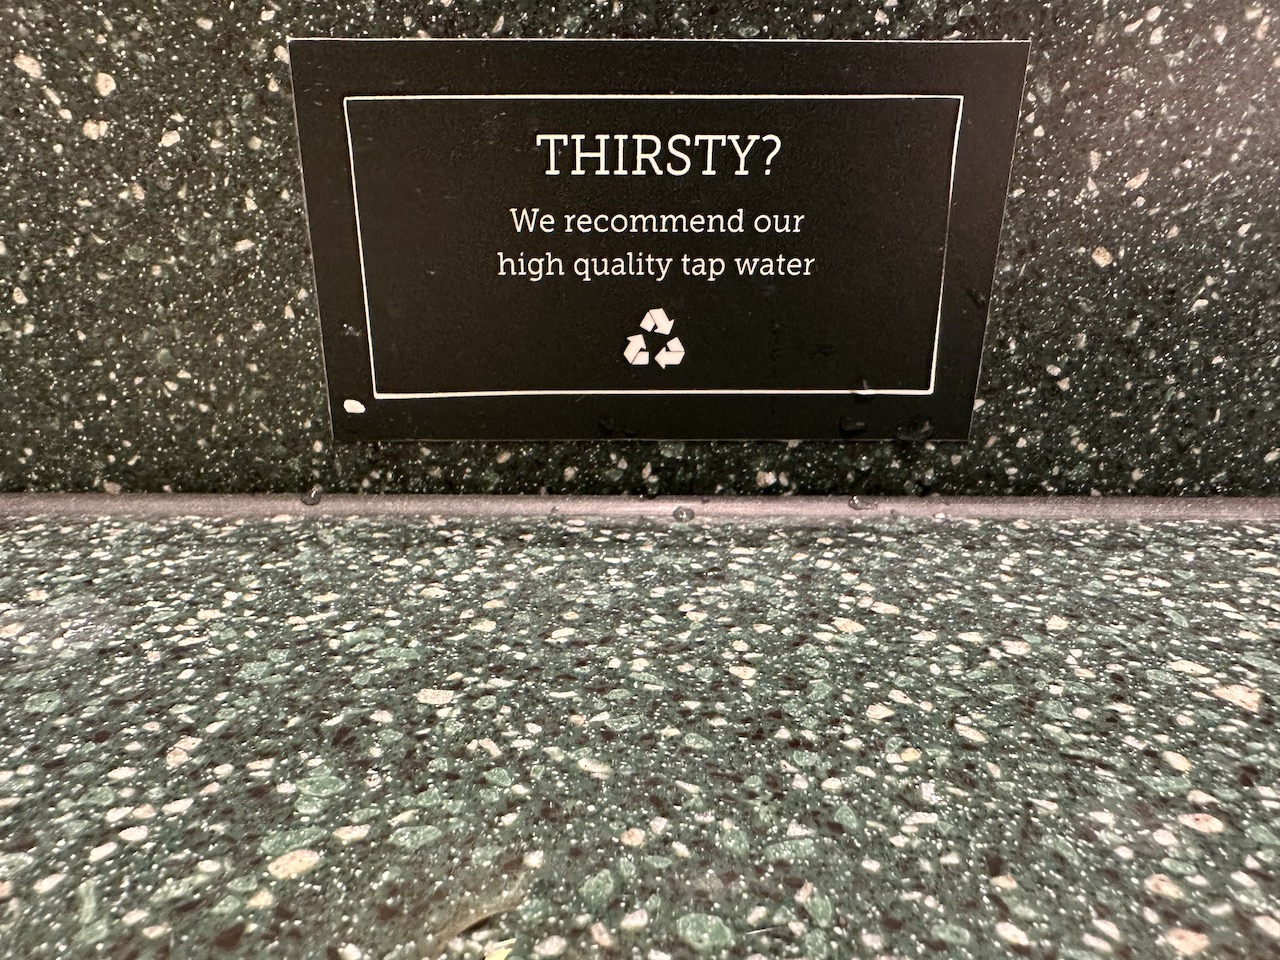 THIRSTY?
We recommend our
high quality tap water